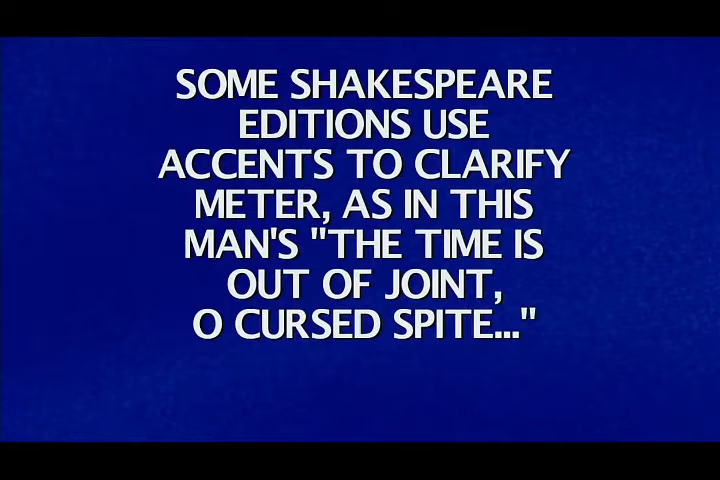 SOME SHAKESPEARE
EDITIONS USE
ACCENTS TO CLARIFY
METER, AS IN THIS
MAN'S "THE TIME IS
OUT OF JOINT,
O CURSED SPITE..."